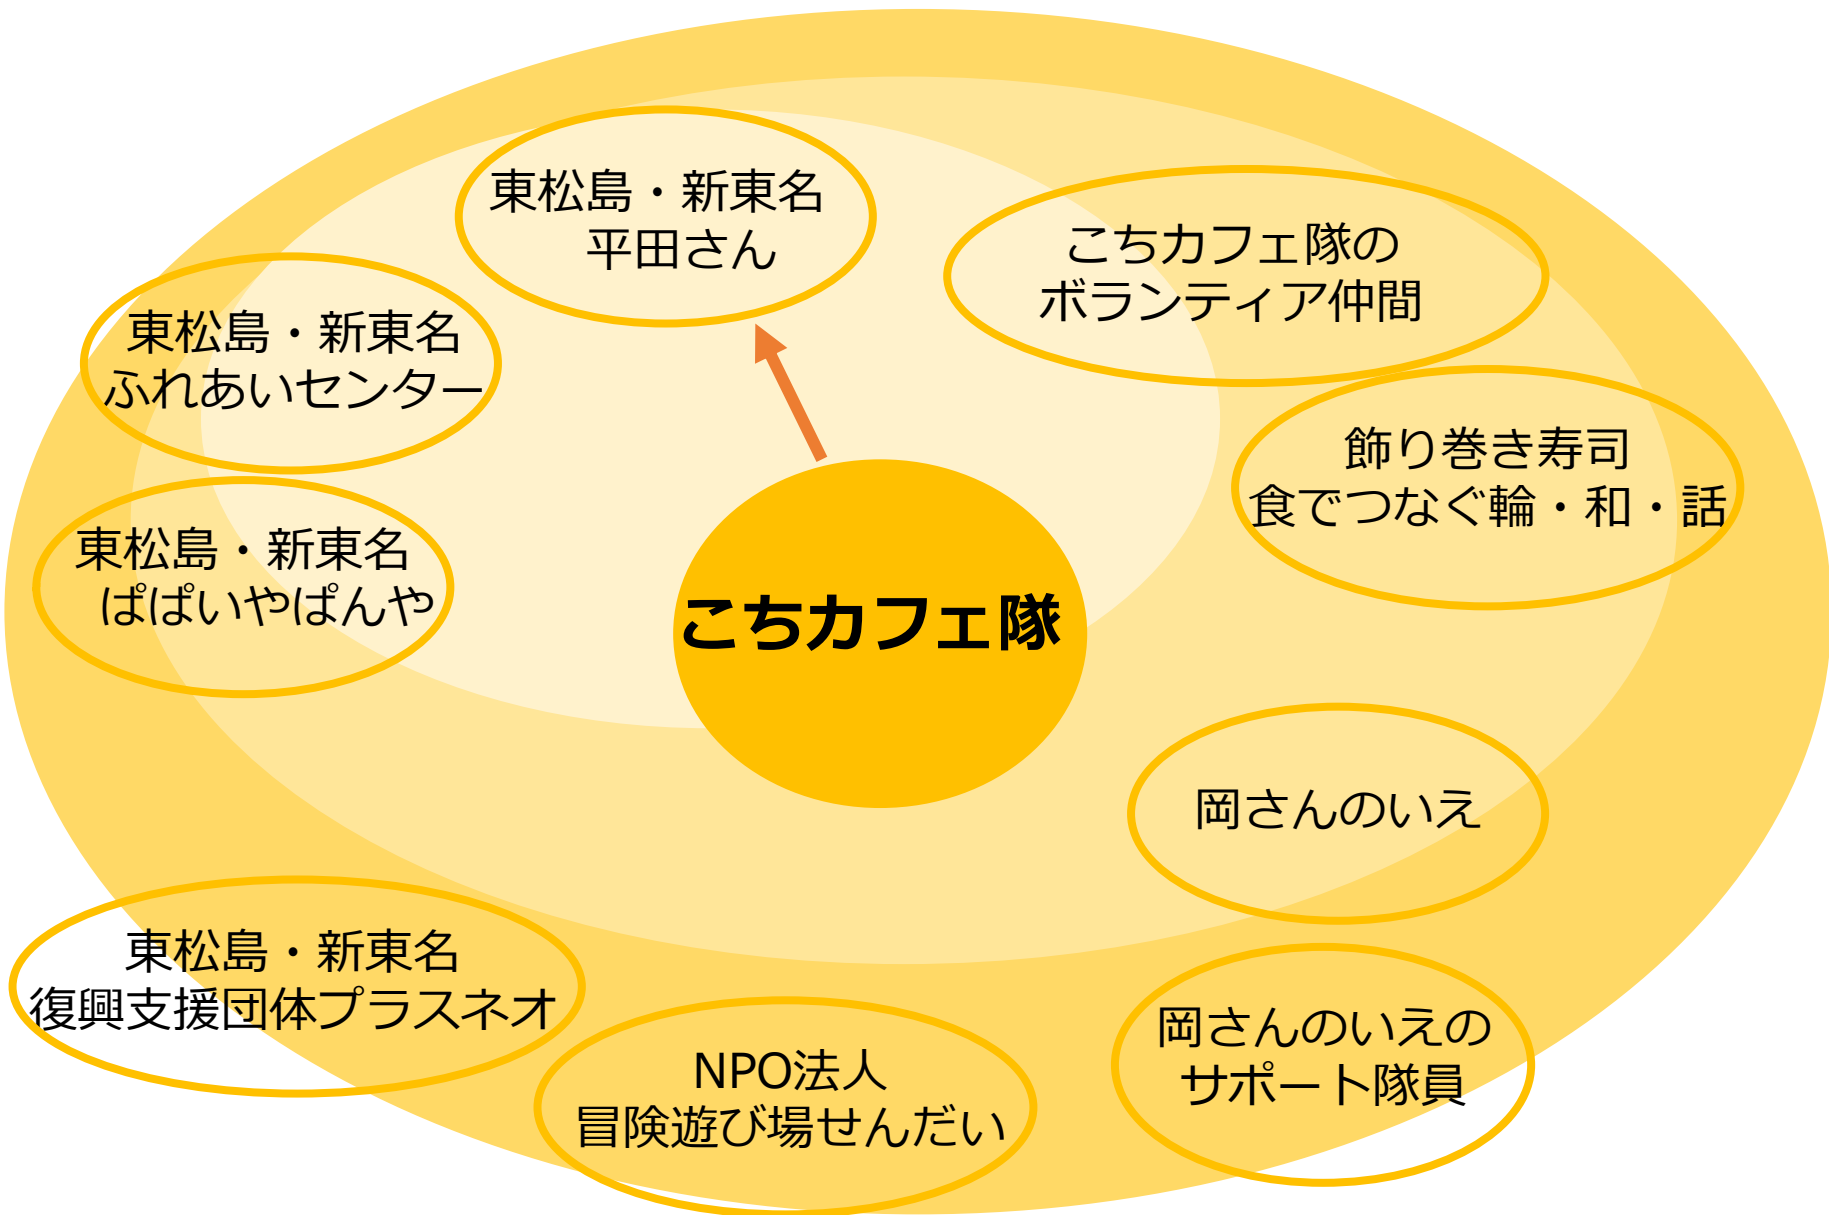 東松島・新東名
平田さん
こちカフェ隊の
ボランティア仲間
東松島・新東名
ふれあいセンター
飾り巻き寿司
食でつなぐ輪・和・話
東松島・新東名
ぱぱいやぱんや
こちカフェ隊
岡さんのいえ
東松島・新東名
復興支援団体プラスネオ
NPO法人
冒険遊び場せんだい
岡さんのいえの
サポート隊員